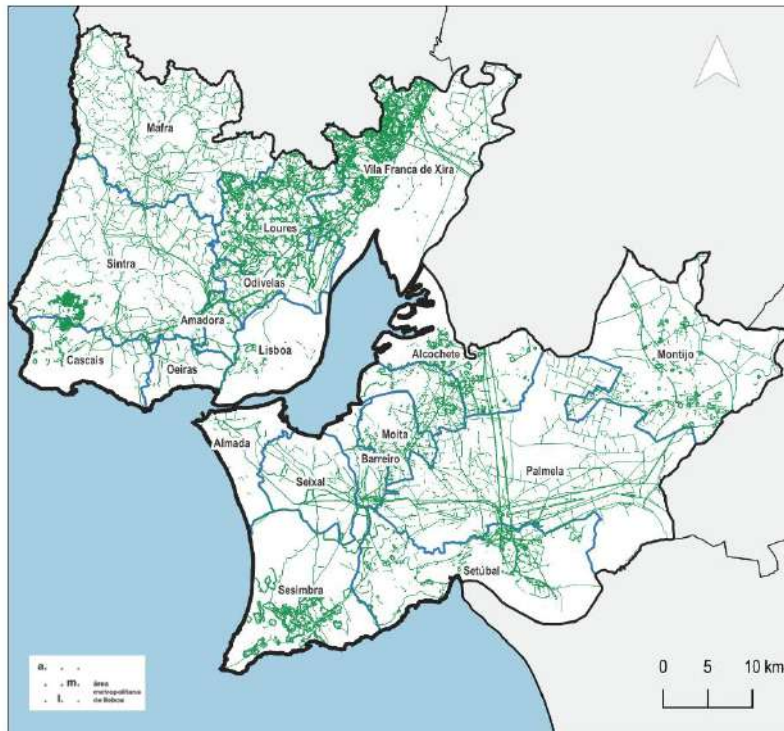 Mafra
Vila Franca de Xira
Loures
Sintra
Odivelas
Amadora
Lisboa
Cascais
Oeiras
Alcochete
Montijo
Moita
Almada
Barreiro
Palmela
Seixal
Setúbal
Sesimbra
a.
m. área
metropolitana
l. de lisboa
0 5 10 km